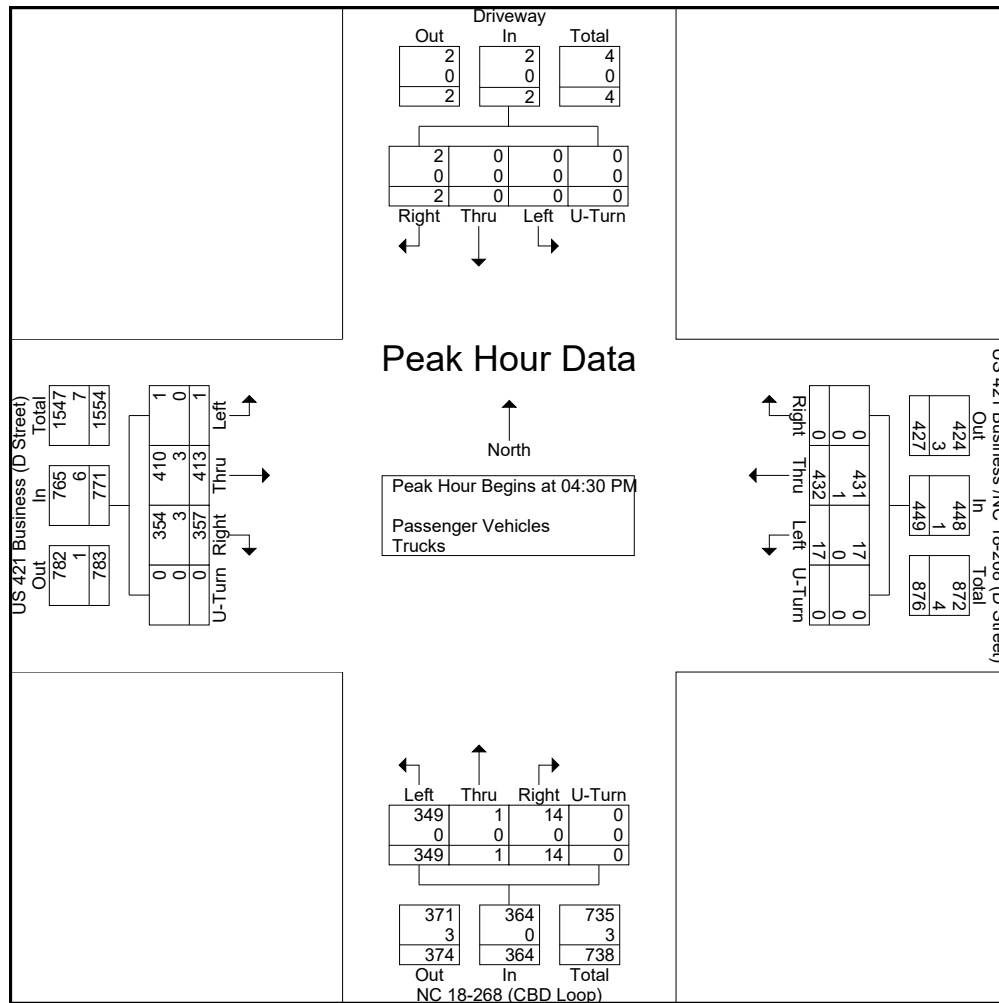 Driveway
Out In Total
2 2 4
0 0 0
2 2 4
2 0 0 0
0 0 0 0
2 0 0 0
Right Thru Left U-Turn
Peak Hour Data
North
Peak Hour Begins at 04:30 PM
Passenger Vehicles
Trucks
US 421 Business (D Street)
Total In Out
1547 765 782
7 6 1
1554 771 783
1 410 354 0
0 3 3 0
1 413 357 0
Left Thru Right U-Turn
US 421 Business /NC 18-268 (D Street)
Out In Total
424 448 872
3 1 4
427 449 876
0 431 17 0
0 1 0 0
0 432 17 0
Right Thru Left U-Turn
Left Thru Right U-Turn
349 1 14 0
0 0 0 0
349 1 14 0
371 364 735
3 0 3
374 364 738
Out In Total
NC 18-268 (CBD Loop)